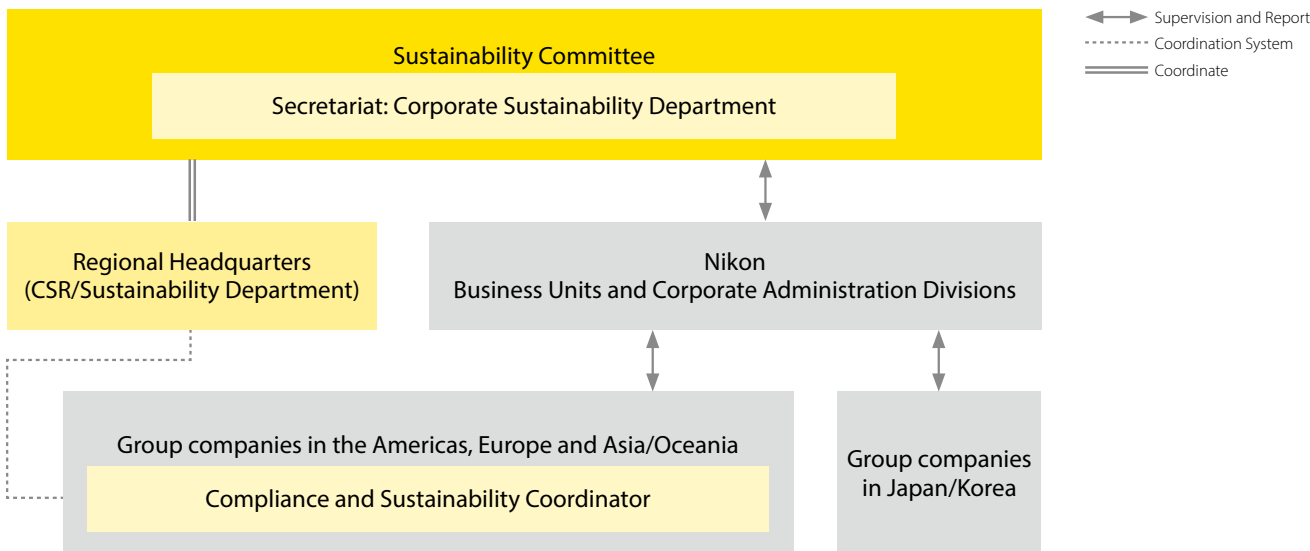 Sustainability Committee
Secretariat: Corporate Sustainability Department
Supervision and Report
Coordination System
Coordinate
Regional Headquarters
(CSR/Sustainability Department)
Nikon
Business Units and Corporate Administration Divisions
Group companies in the Americas, Europe and Asia/Oceania
Compliance and Sustainability Coordinator
Group companies
in Japan/Korea